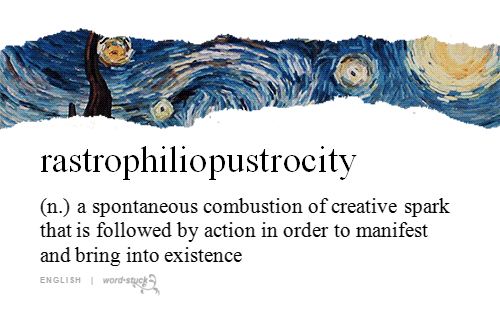 rastrophiliopustrocity
(n.) a spontaneous combustion of creative spark
that is followed by action in order to manifest
and bring into existence
ENGLISH | word-stuck